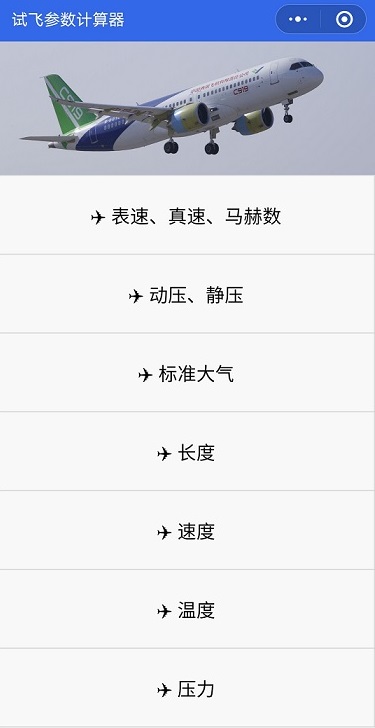 试飞参数计算器
C919
✈ 表速、真速、马赫数
✈ 动压、静压
✈ 标准大气
✈ 长度
✈ 速度
✈ 温度
✈ 压力